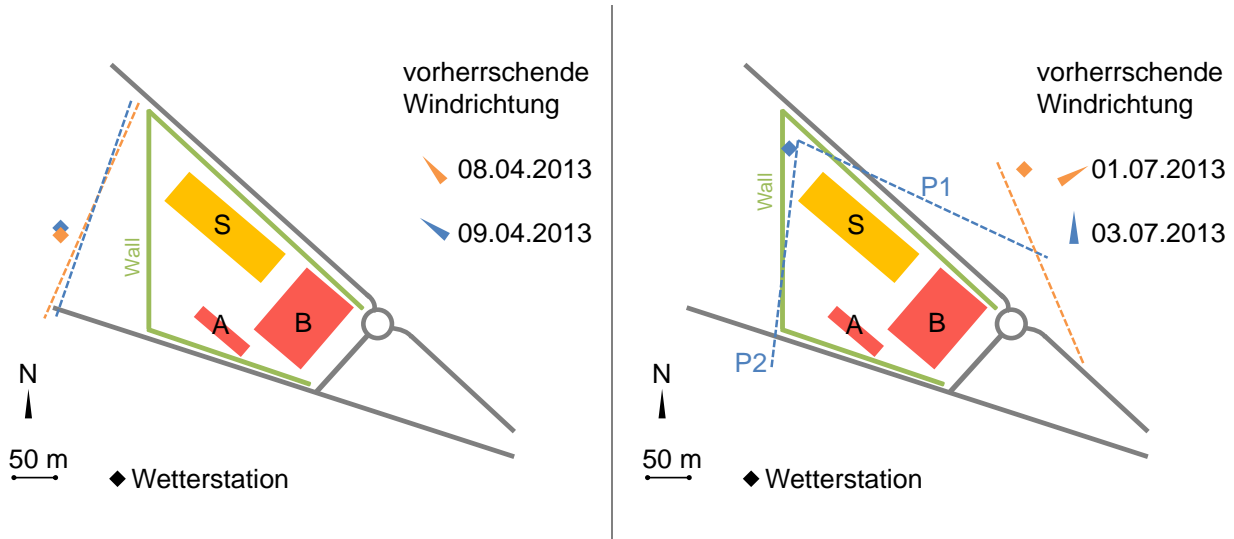 vorherrschende
Windrichtung
08.04.2013
09.04.2013
Wall
S
A
B
N
50 m
Wetterstation
vorherrschende
Windrichtung
01.07.2013
03.07.2013
Wall
P1
S
A
B
P2
N
50 m
Wetterstation